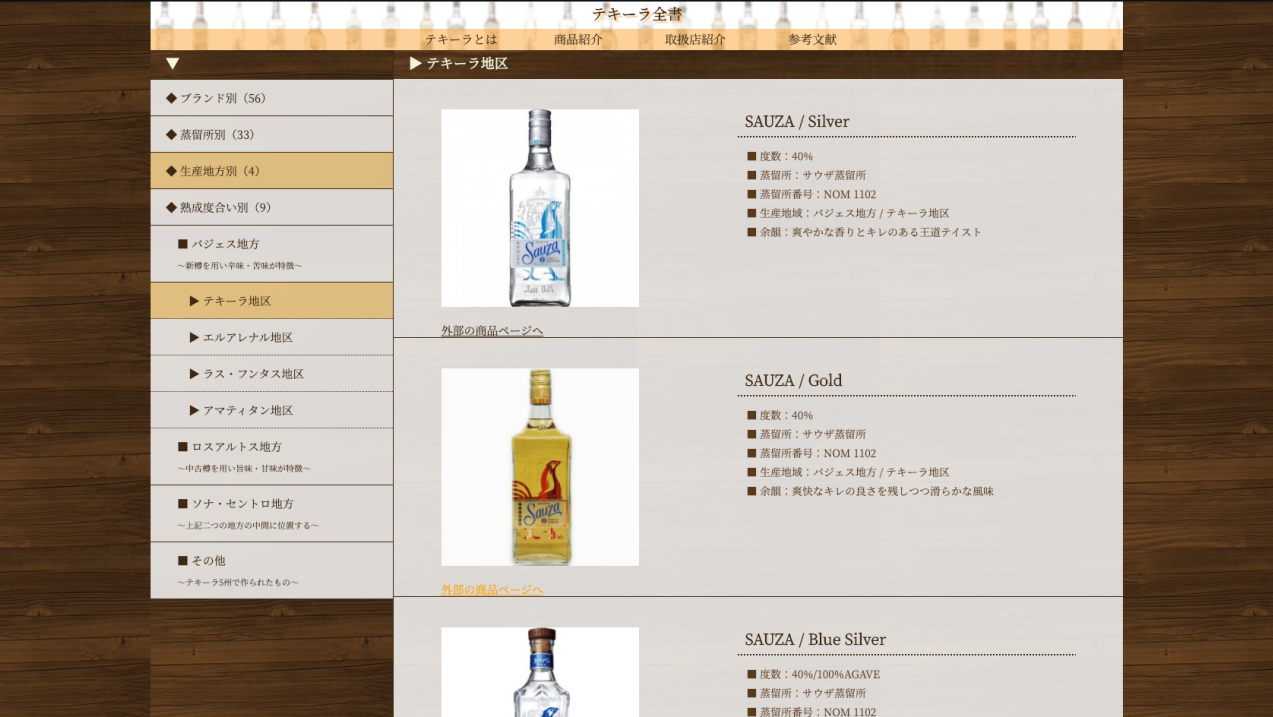 テキーラ全書
テキーラとは 商品紹介 取扱店紹介 参考文献
▼
▶ テキーラ地区
◆ ブランド別（56）
◆ 蒸留所別（33）
◆ 生産地方別（4）
◆ 熟成度合い別（9）
■ バジェス地方
～新樽を用い辛味・苦味が特徴～
▶ テキーラ地区
▶ エルアレナル地区
▶ ラス・フンタス地区
▶ アマティタン地区
■ ロスアルトス地方
～中古樽を用い旨味・甘味が特徴～
■ ソナ・セントロ地方
～上記二つの地方の中間に位置する～
■ その他
～テキーラ5州で作られたもの～
Sauza
外部の商品ページへ
SAUZA / Silver
■ 度数：40%
■ 蒸留所：サウザ蒸留所
■ 蒸留所番号：NOM 1102
■ 生産地域：バジェス地方 / テキーラ地区
■ 余韻：爽やかな香りとキレのある王道テイスト
Sauza
外部の商品ページへ
SAUZA / Gold
■ 度数：40%
■ 蒸留所：サウザ蒸留所
■ 蒸留所番号：NOM 1102
■ 生産地域：バジェス地方 / テキーラ地区
■ 余韻：爽快なキレの良さを残しつつ滑らかな風味
SAUZA / Blue Silver
■ 度数：40%/100%AGAVE
■ 蒸留所：サウザ蒸留所
■ 蒸留所番号：NOM 1102